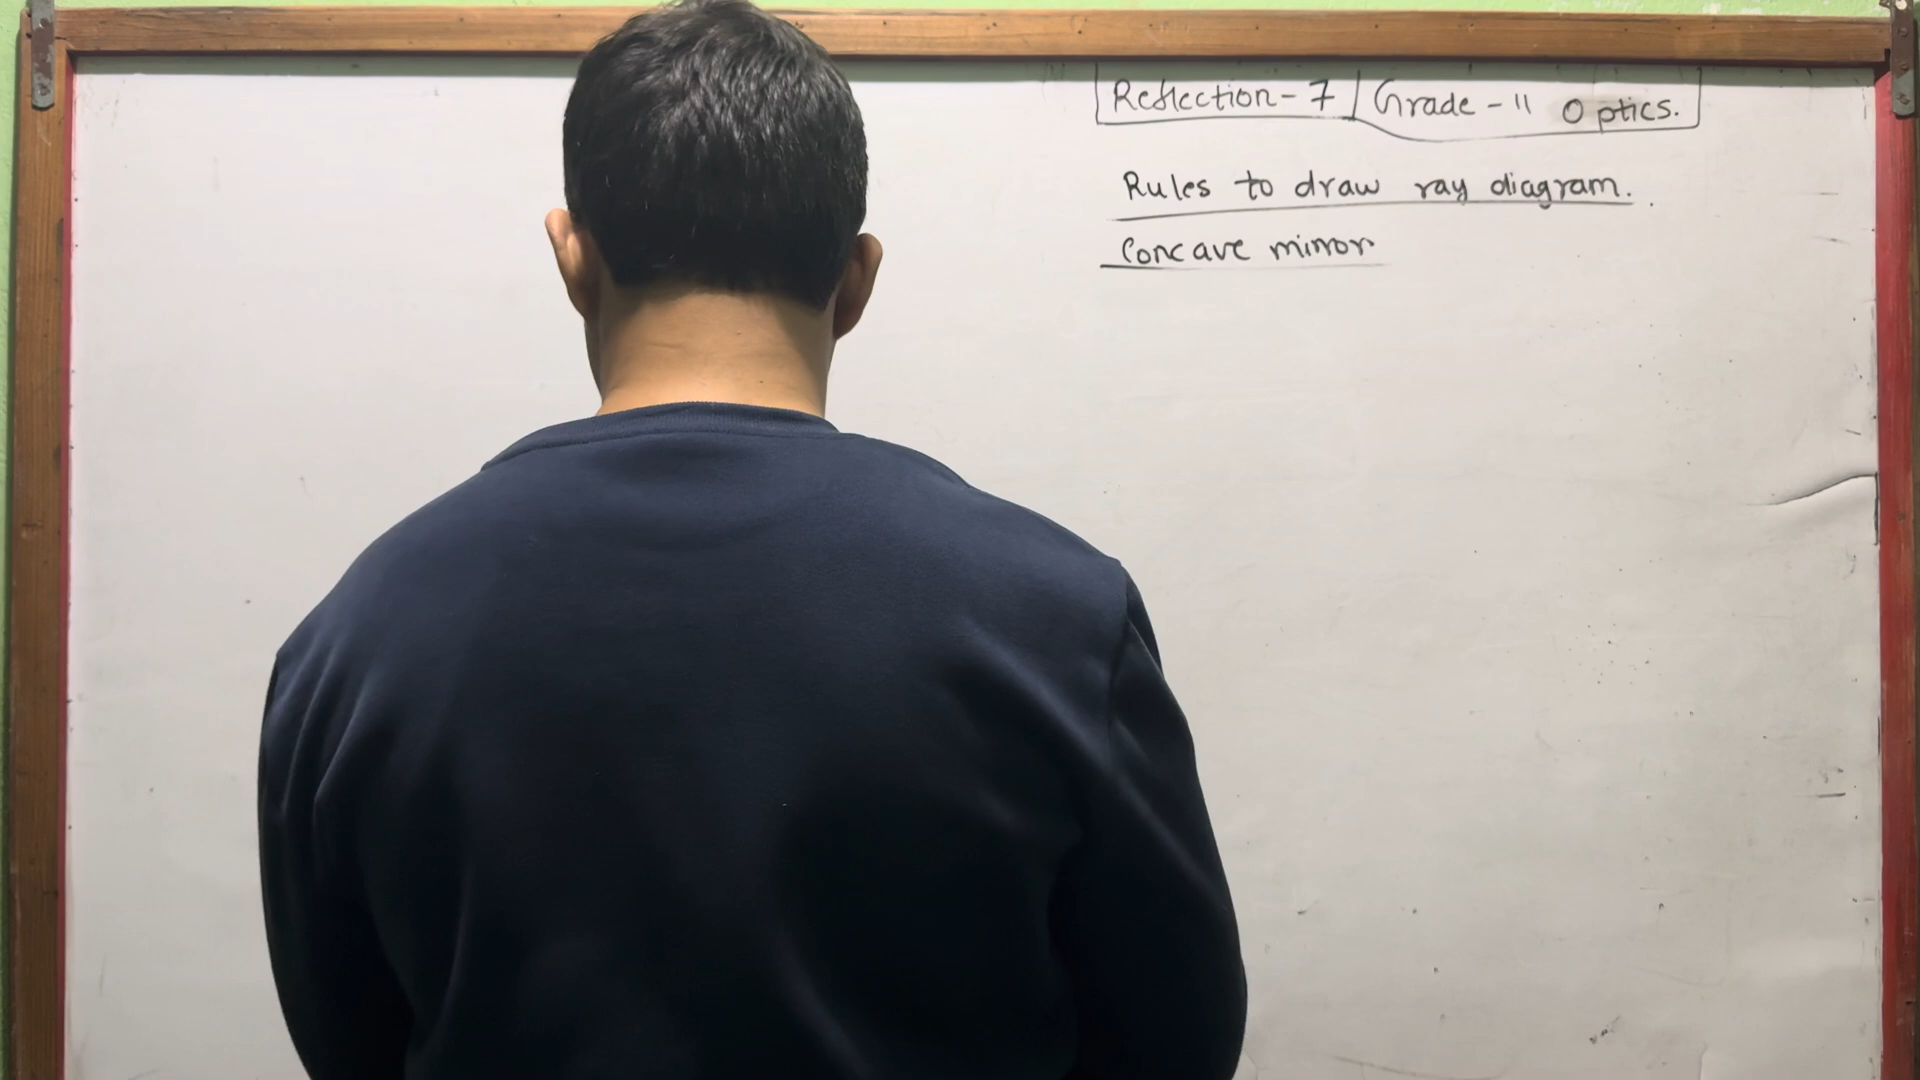 Reflection-7 Grade-11 Optics.
Rules to draw ray diagram.
Concave mirror